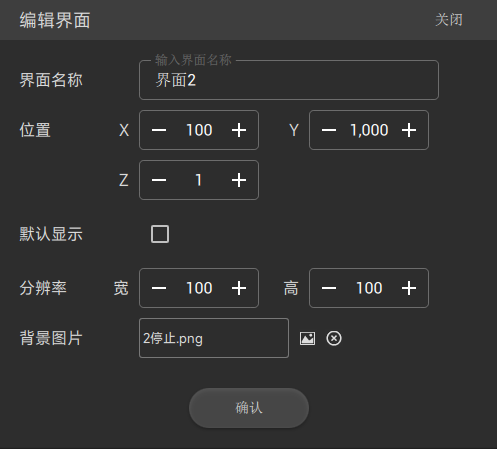 编辑界面 关闭
输入界面名称
界面名称 界面2
位置 X 100 Y 1,000
Z 1
默认显示
分辨率 宽 100 高 100
背景图片 2停止.png
确认